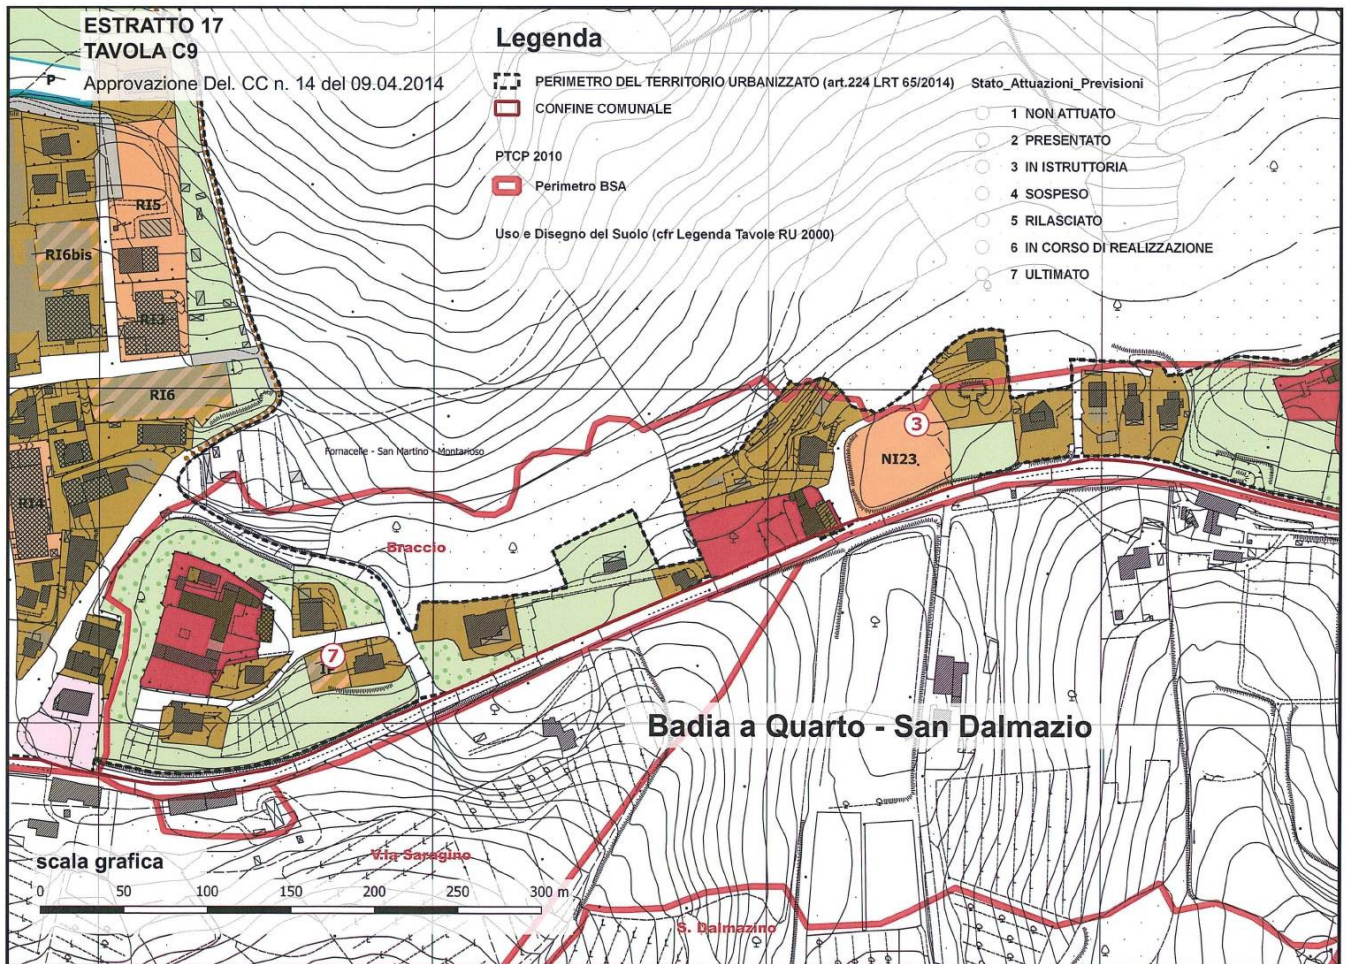 ESTRATTO 17
TAVOLA C9
Approvazione Del. CC n. 14 del 09.04.2014
P
Legenda
PERIMETRO DEL TERRITORIO URBANIZZATO (art.224 LRT 65/2014)
CONFINE COMUNALE
PTCP 2010
Perimetro BSA
Uso e Disegno del Suolo (cfr Legenda Tavole RU 2000)
Stato_Attuazioni_Previsioni
1 NON ATTUATO
2 PRESENTATO
3 IN ISTRUTTORIA
4 SOSPESO
5 RILASCIATO
6 IN CORSO DI REALIZZAZIONE
7 ULTIMATO
RI5
RI6bis
RI3
RI6
RI4
Fornacelle - San Martino - Montarioso
3
NI23
Braccio
7
Badia a Quarto - San Dalmazio
V.la Saragino
S. Dalmazino
scala grafica
0 50 100 150 200 250 300 m